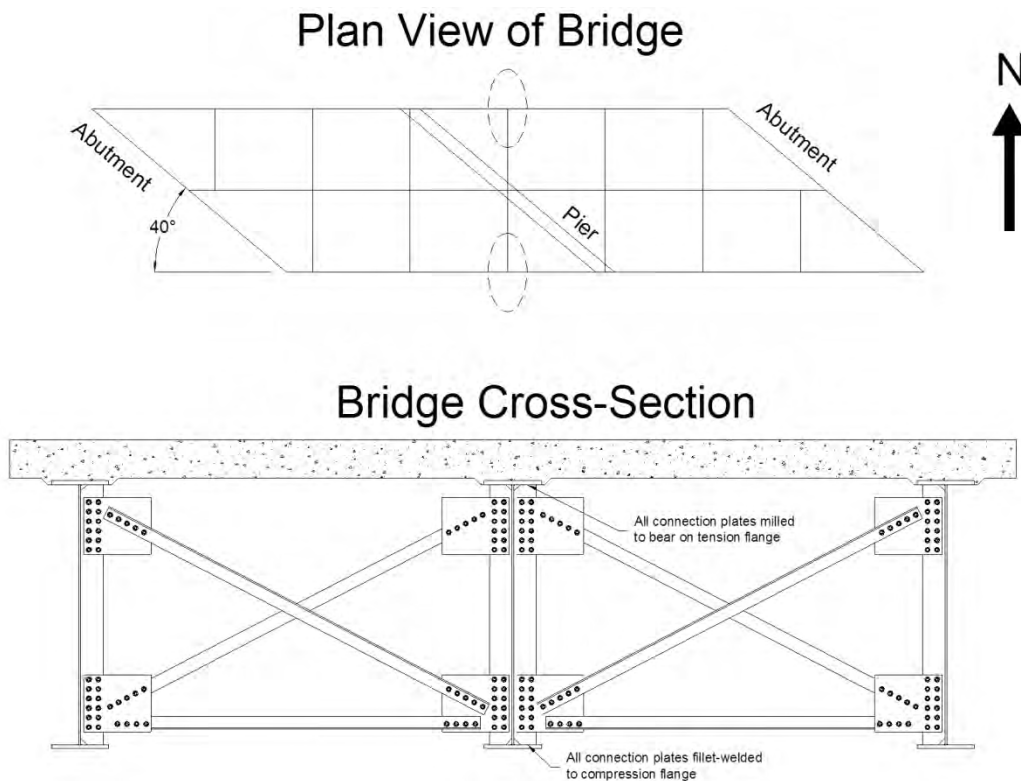 Plan View of Bridge
N
Abutment
Abutment
40°
Pier
Bridge Cross-Section
All connection plates milled
to bear on tension flange
All connection plates fillet-welded
to compression flange